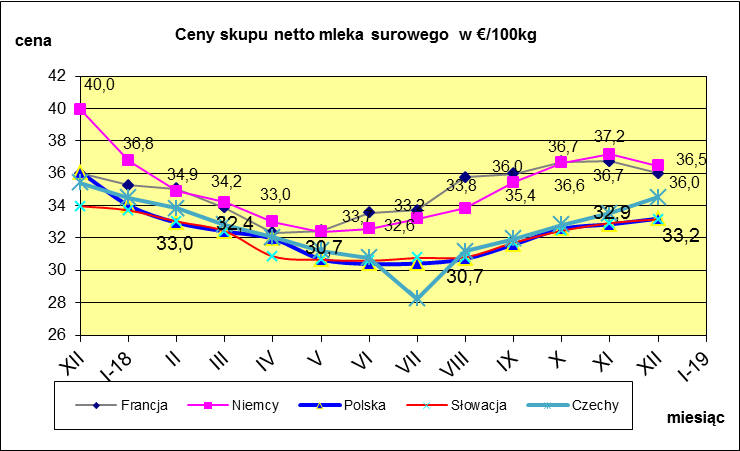 Ceny skupu netto mleka surowego w €/100kg
cena
42
40
38
36
34
32
30
28
26
40,0
36,8
34,9
34,2
33,0
33,7
32,6
33,2
33,8
36,0
35,4
36,7
36,6
37,2
36,7
36,5
36,0
33,0
32,4
30,7
30,7
32,9
33,2
XII
I-18
II
III
IV
V
VI
VII
VIII
IX
X
XI
XII
I-19
Francja Niemcy Polska Słowacja Czechy
miesiąc